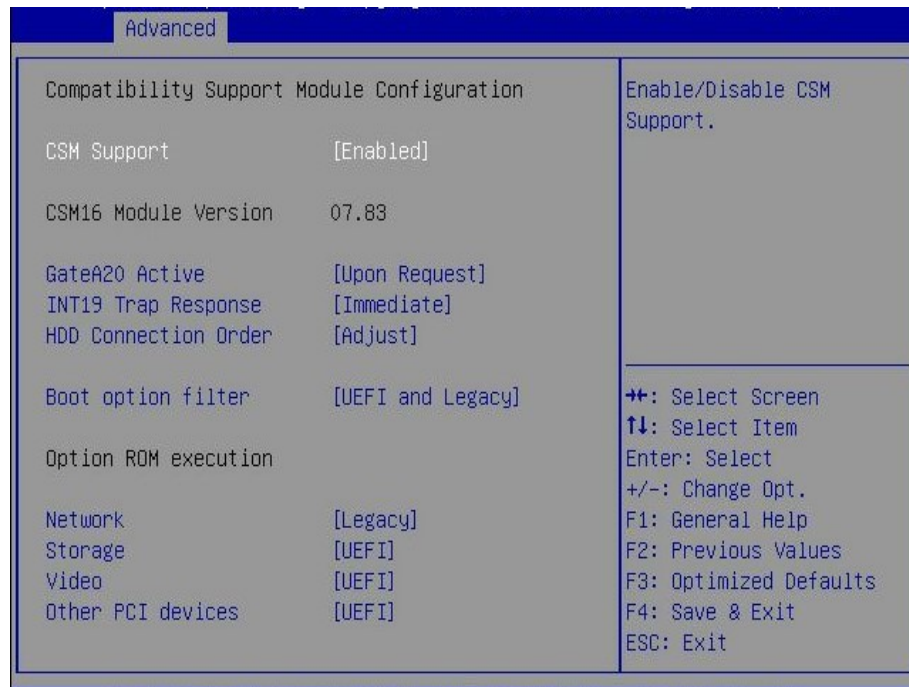 Advanced
Compatibility Support Module Configuration
CSM Support [Enabled]
CSM16 Module Version 07.83
GateA20 Active [Upon Request]
INT19 Trap Response [Immediate]
HDD Connection Order [Adjust]
Boot option filter [UEFI and Legacy]
Option ROM execution
Network [Legacy]
Storage [UEFI]
Video [UEFI]
Other PCI devices [UEFI]
Enable/Disable CSM
Support.
→←: Select Screen
↑↓: Select Item
Enter: Select
+/-: Change Opt.
F1: General Help
F2: Previous Values
F3: Optimized Defaults
F4: Save & Exit
ESC: Exit